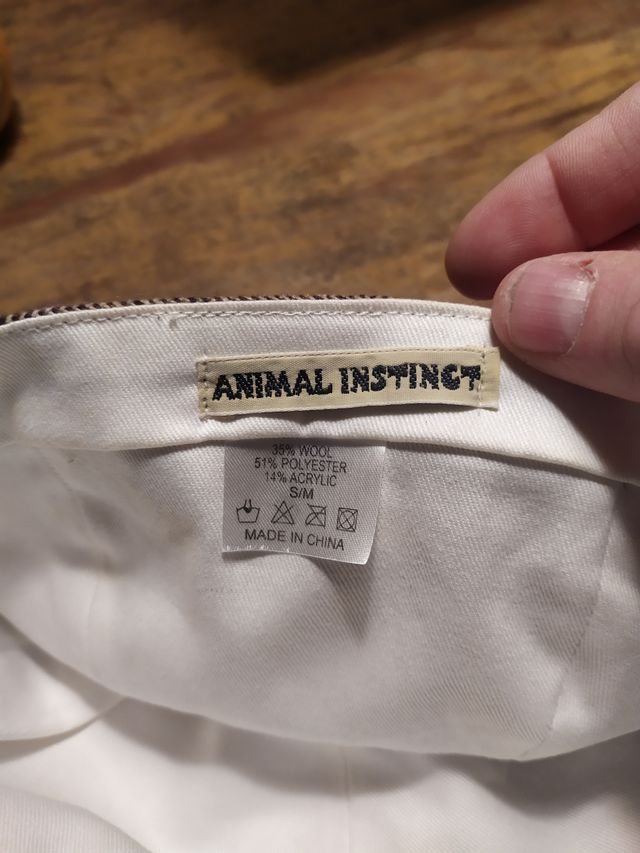 ANIMAL INSTINCT
35% WOOL
51% POLYESTER
14% ACRYLIC
S/M
MADE IN CHINA